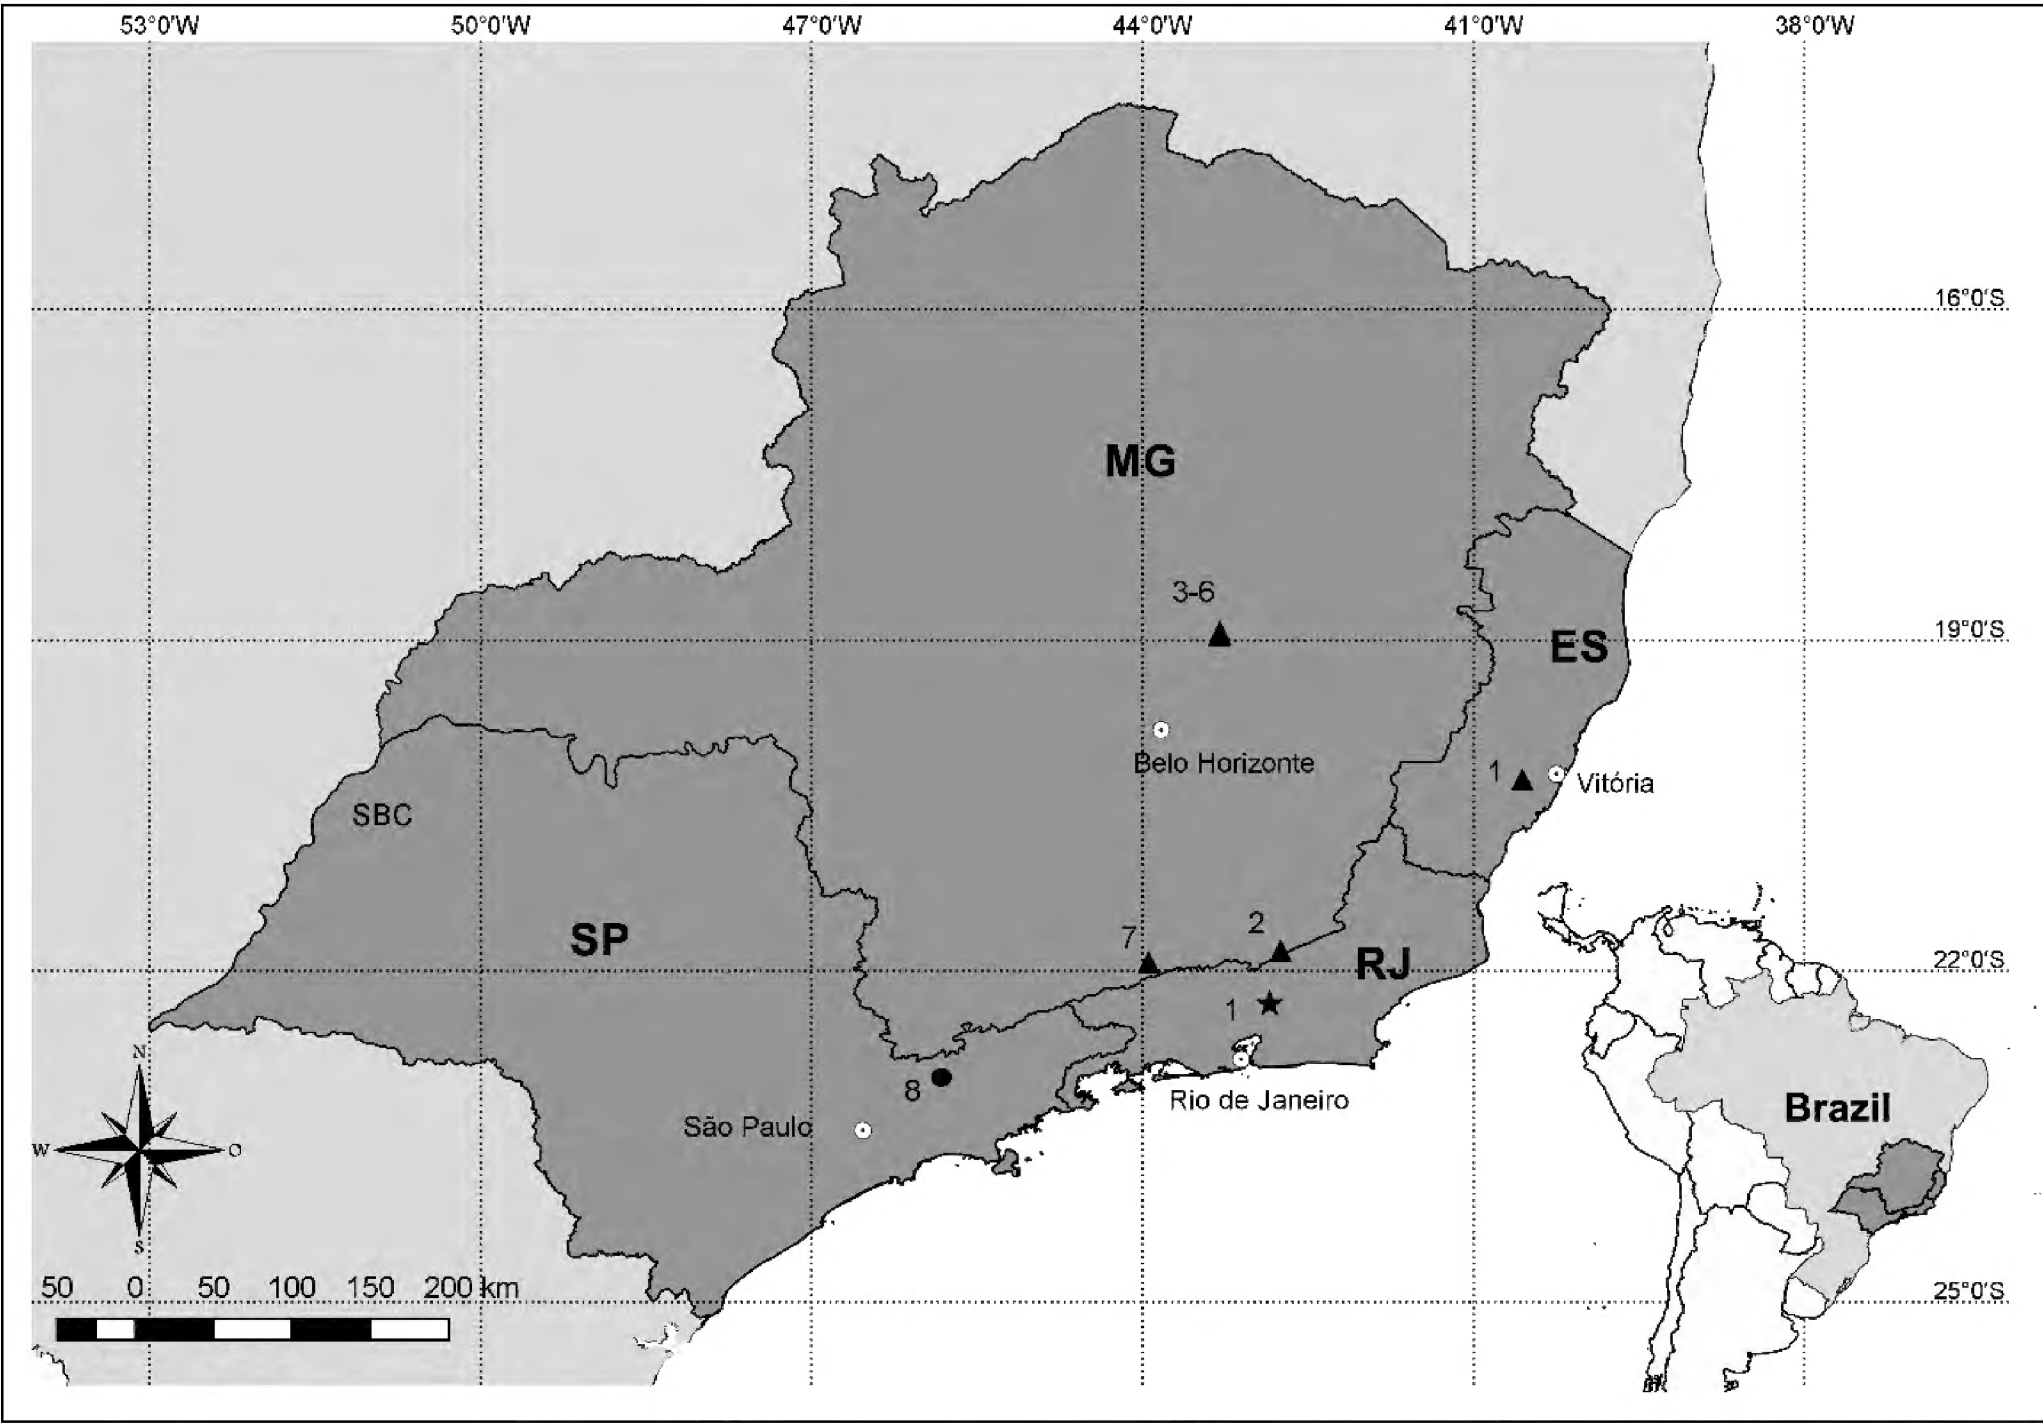 53°0'W 50°0'W 47°0'W 44°0'W 41°0'W 38°0'W
16°0'S
MG
3-6
19°0'S
ES
Belo Horizonte
1
Vitória
SBC
SP
7
2
RJ
22°0'S
1
N
8
Rio de Janeiro
Brazil
São Paulo
W
O
S
50 0 50 100 150 200 km
25°0'S